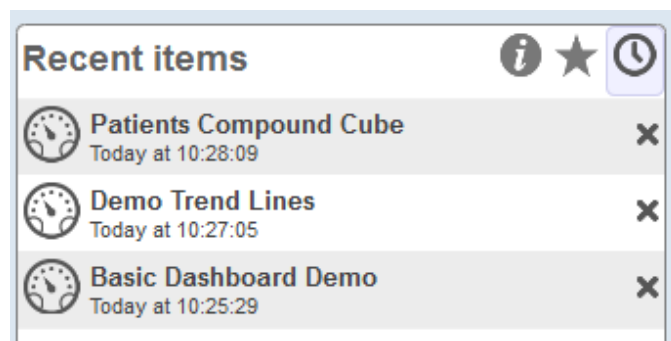 Recent items
Patients Compound Cube
Today at 10:28:09
Demo Trend Lines
Today at 10:27:05
Basic Dashboard Demo
Today at 10:25:29